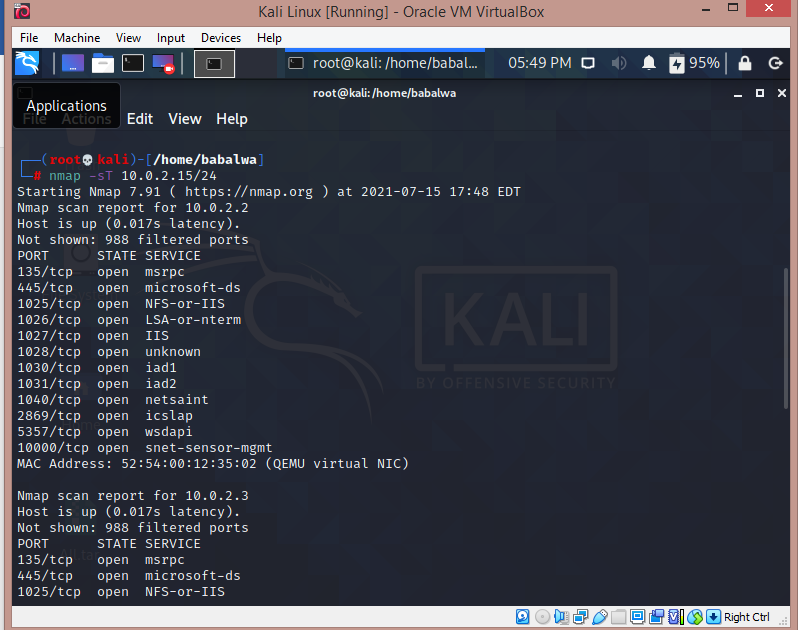 Kali Linux [Running] - Oracle VM VirtualBox
File Machine View Input Devices Help
root@kali: /home/babal... 05:49 PM 95%
root@kali: /home/babalwa
Applications
File Actions Edit View Help
(root💀kali)-[/home/babalwa]
# nmap -sT 10.0.2.15/24
Starting Nmap 7.91 ( https://nmap.org ) at 2021-07-15 17:48 EDT
Nmap scan report for 10.0.2.2
Host is up (0.017s latency).
Not shown: 988 filtered ports
PORT STATE SERVICE
135/tcp open msrpc
445/tcp open microsoft-ds
1025/tcp open NFS-or-IIS
1026/tcp open LSA-or-nterm
1027/tcp open IIS
1028/tcp open unknown
1030/tcp open iad1
1031/tcp open iad2
1040/tcp open netsaint
2869/tcp open icslap
5357/tcp open wsdapi
10000/tcp open snet-sensor-mgmt
MAC Address: 52:54:00:12:35:02 (QEMU virtual NIC)
Nmap scan report for 10.0.2.3
Host is up (0.017s latency).
Not shown: 988 filtered ports
PORT STATE SERVICE
135/tcp open msrpc
445/tcp open microsoft-ds
1025/tcp open NFS-or-IIS
KALI
BY OFFENSIVE SECURITY
Right Ctrl